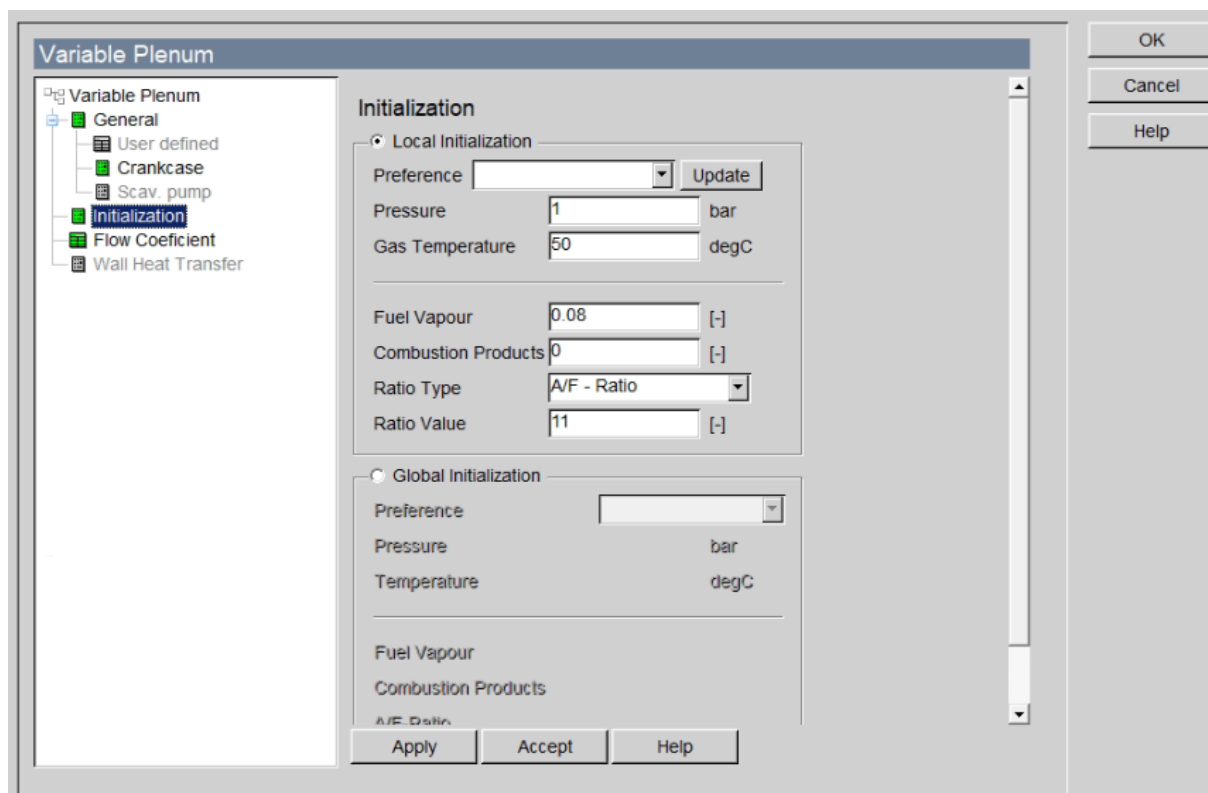 Variable Plenum
OK
Cancel
Help
Variable Plenum
General
User defined
Crankcase
Scav. pump
Initialization
Flow Coeficient
Wall Heat Transfer
Initialization
Local Initialization
Preference Update
Pressure 1 bar
Gas Temperature 50 degC
Fuel Vapour 0.08 [-]
Combustion Products 0 [-]
Ratio Type A/F - Ratio
Ratio Value 11 [-]
Global Initialization
Preference
Pressure bar
Temperature degC
Fuel Vapour
Combustion Products
A/F-Ratio
Apply Accept Help